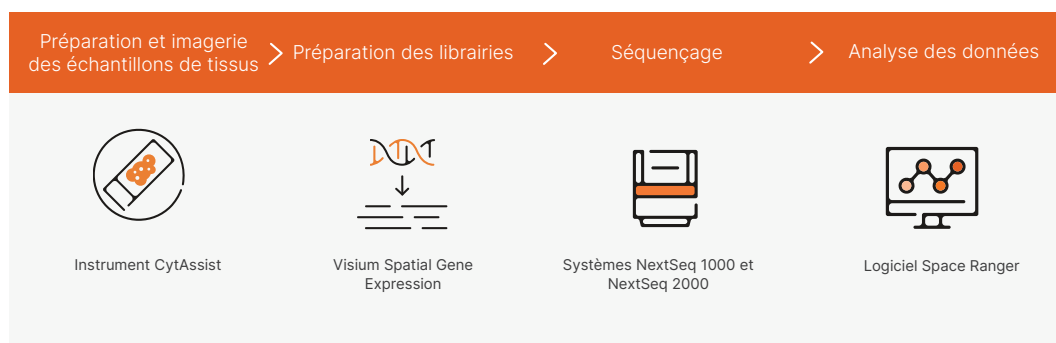 Préparation et imagerie
des échantillons de tissus
Préparation des librairies
Séquençage
Analyse des données
Instrument CytAssist
Visium Spatial Gene
Expression
Systèmes NextSeq 1000 et
NextSeq 2000
Logiciel Space Ranger